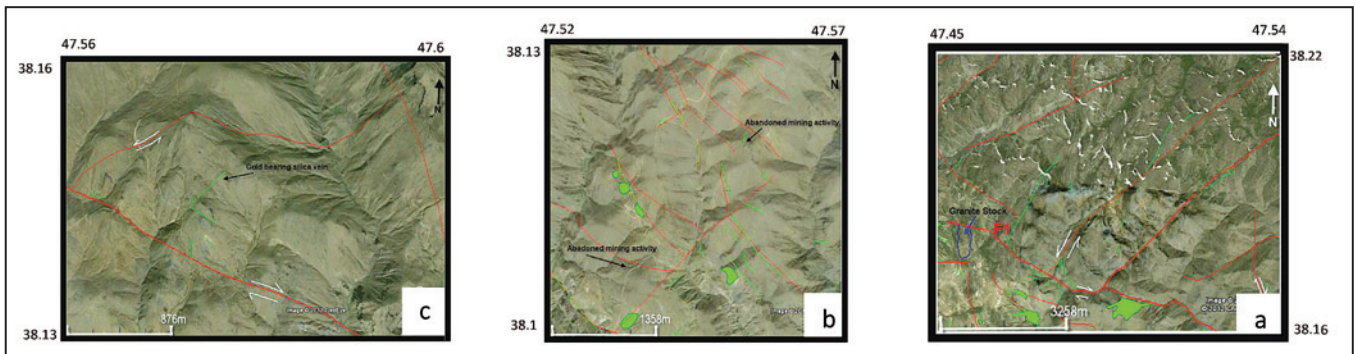 47.56
47.6
38.16
N
Gold bearing silica vein
876m
c
38.13
47.52
47.57
38.13
N
Abandoned mining activity
Abandoned mining activity
1358m
b
38.1
47.45
47.54
38.22
N
Granite Stock
F1
3258m
a
38.16